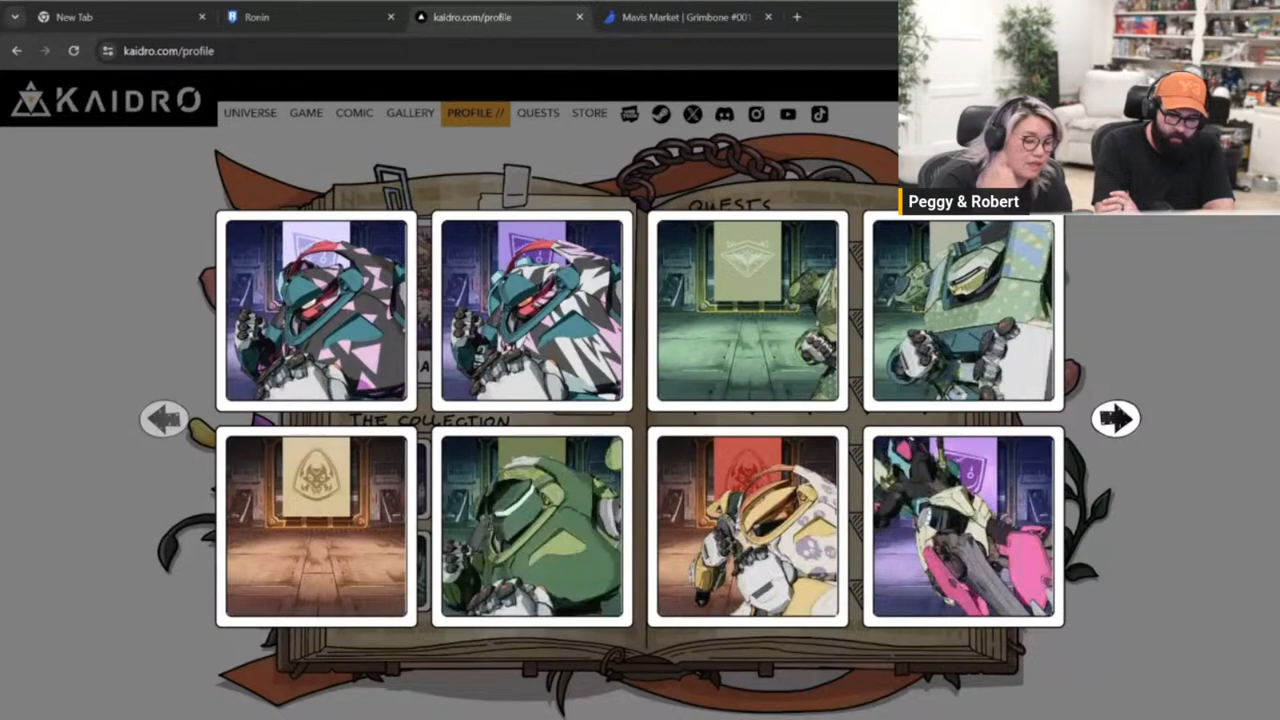 New Tab
Ronin
kaidro.com/profile
Mavis Market | Grimbone #001
kaidro.com/profile
KAIDRO
UNIVERSE GAME COMIC GALLERY PROFILE // QUESTS STORE
Peggy & Robert
QUESTS
THE COLLECTION